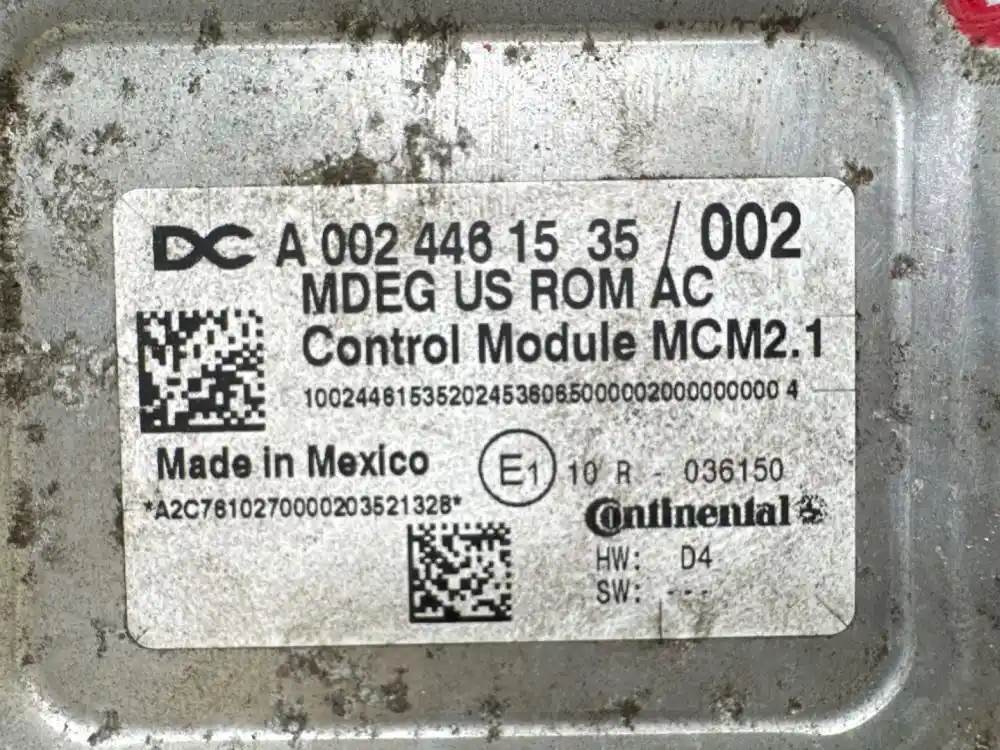 DC A 002 446 15 35 / 002
MDEG US ROM AC
Control Module MCM2.1
10024461535202453606500000200000000 4
Made in Mexico
E1 10 R - 036150
*A2C7810270000203521328*
Continental
HW: D4
SW: ---